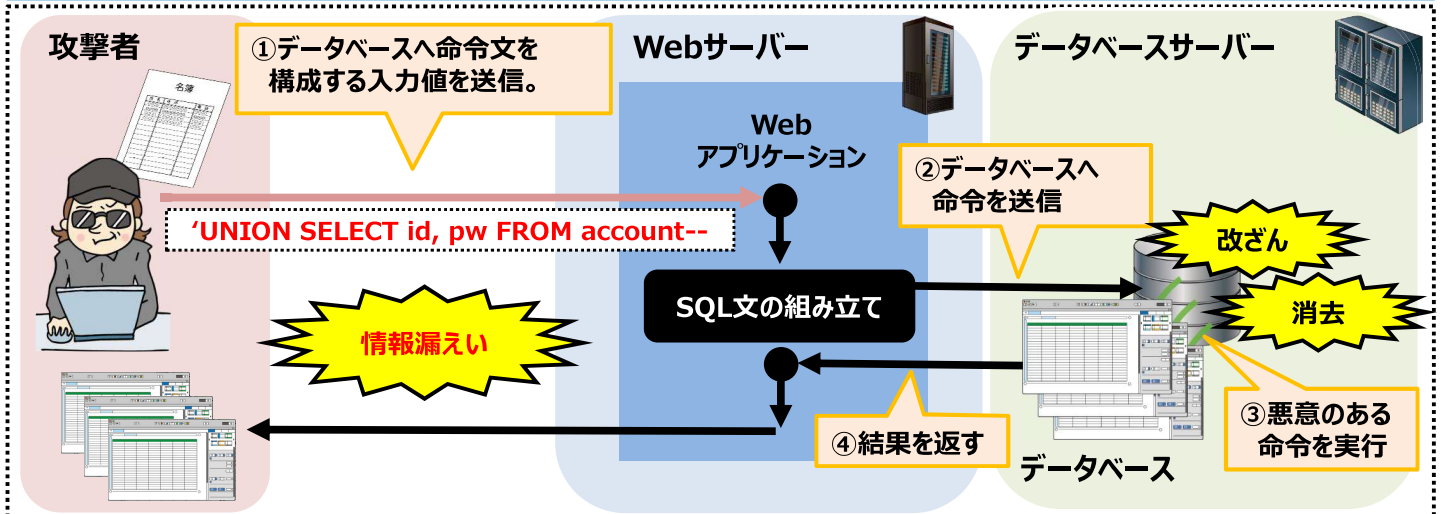 攻撃者
①データベースへ命令文を
構成する入力値を送信。
Webサーバー
データベースサーバー
名簿
Web
アプリケーション
②データベースへ
命令を送信
‘UNION SELECT id, pw FROM account--
改ざん
SQL文の組み立て
消去
情報漏えい
③悪意のある
命令を実行
④結果を返す
データベース